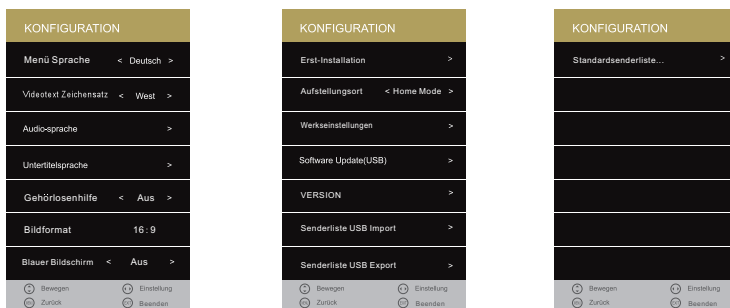 KONFIGURATION
Menü Sprache < Deutsch >
Videotext Zeichensatz < West >
Audio-sprache >
Untertitelsprache >
Gehörlosenhilfe < Aus >
Bildformat 16:9
Blauer Bildschirm < Aus >
Bewegen Einstellung
Zurück Beenden
KONFIGURATION
Erst-Installation >
Aufstellungsort < Home Mode >
Werkseinstellungen >
Software Update(USB) >
VERSION >
Senderliste USB Import >
Senderliste USB Export >
Bewegen Einstellung
Zurück Beenden
KONFIGURATION
Standardsenderliste... >
Bewegen Einstellung
Zurück Beenden